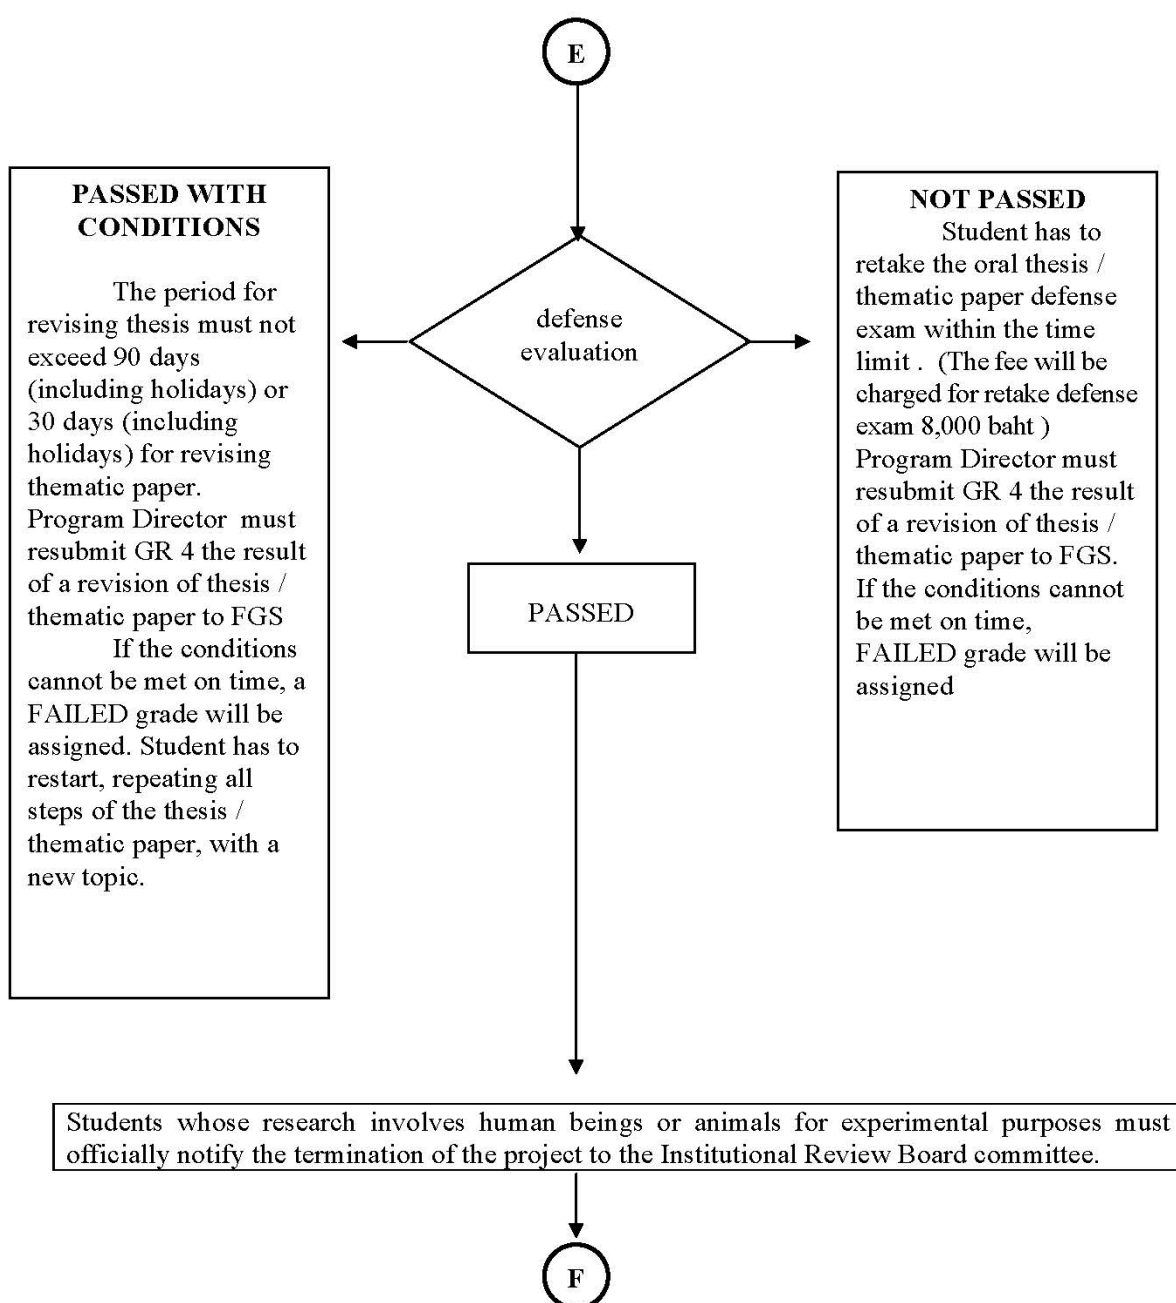 E
PASSED WITH
CONDITIONS
The period for
revising thesis must not
exceed 90 days
(including holidays) or
30 days (including
holidays) for revising
thematic paper.
Program Director must
resubmit GR 4 the result
of a revision of thesis /
thematic paper to FGS
If the conditions
cannot be met on time, a
FAILED grade will be
assigned. Student has to
restart, repeating all
steps of the thesis /
thematic paper, with a
new topic.
defense
evaluation
NOT PASSED
Student has to
retake the oral thesis /
thematic paper defense
exam within the time
limit . (The fee will be
charged for retake defense
exam 8,000 baht )
Program Director must
resubmit GR 4 the result
of a revision of thesis /
thematic paper to FGS.
If the conditions cannot
be met on time,
FAILED grade will be
assigned
PASSED
Students whose research involves human beings or animals for experimental purposes must
officially notify the termination of the project to the Institutional Review Board committee.
F